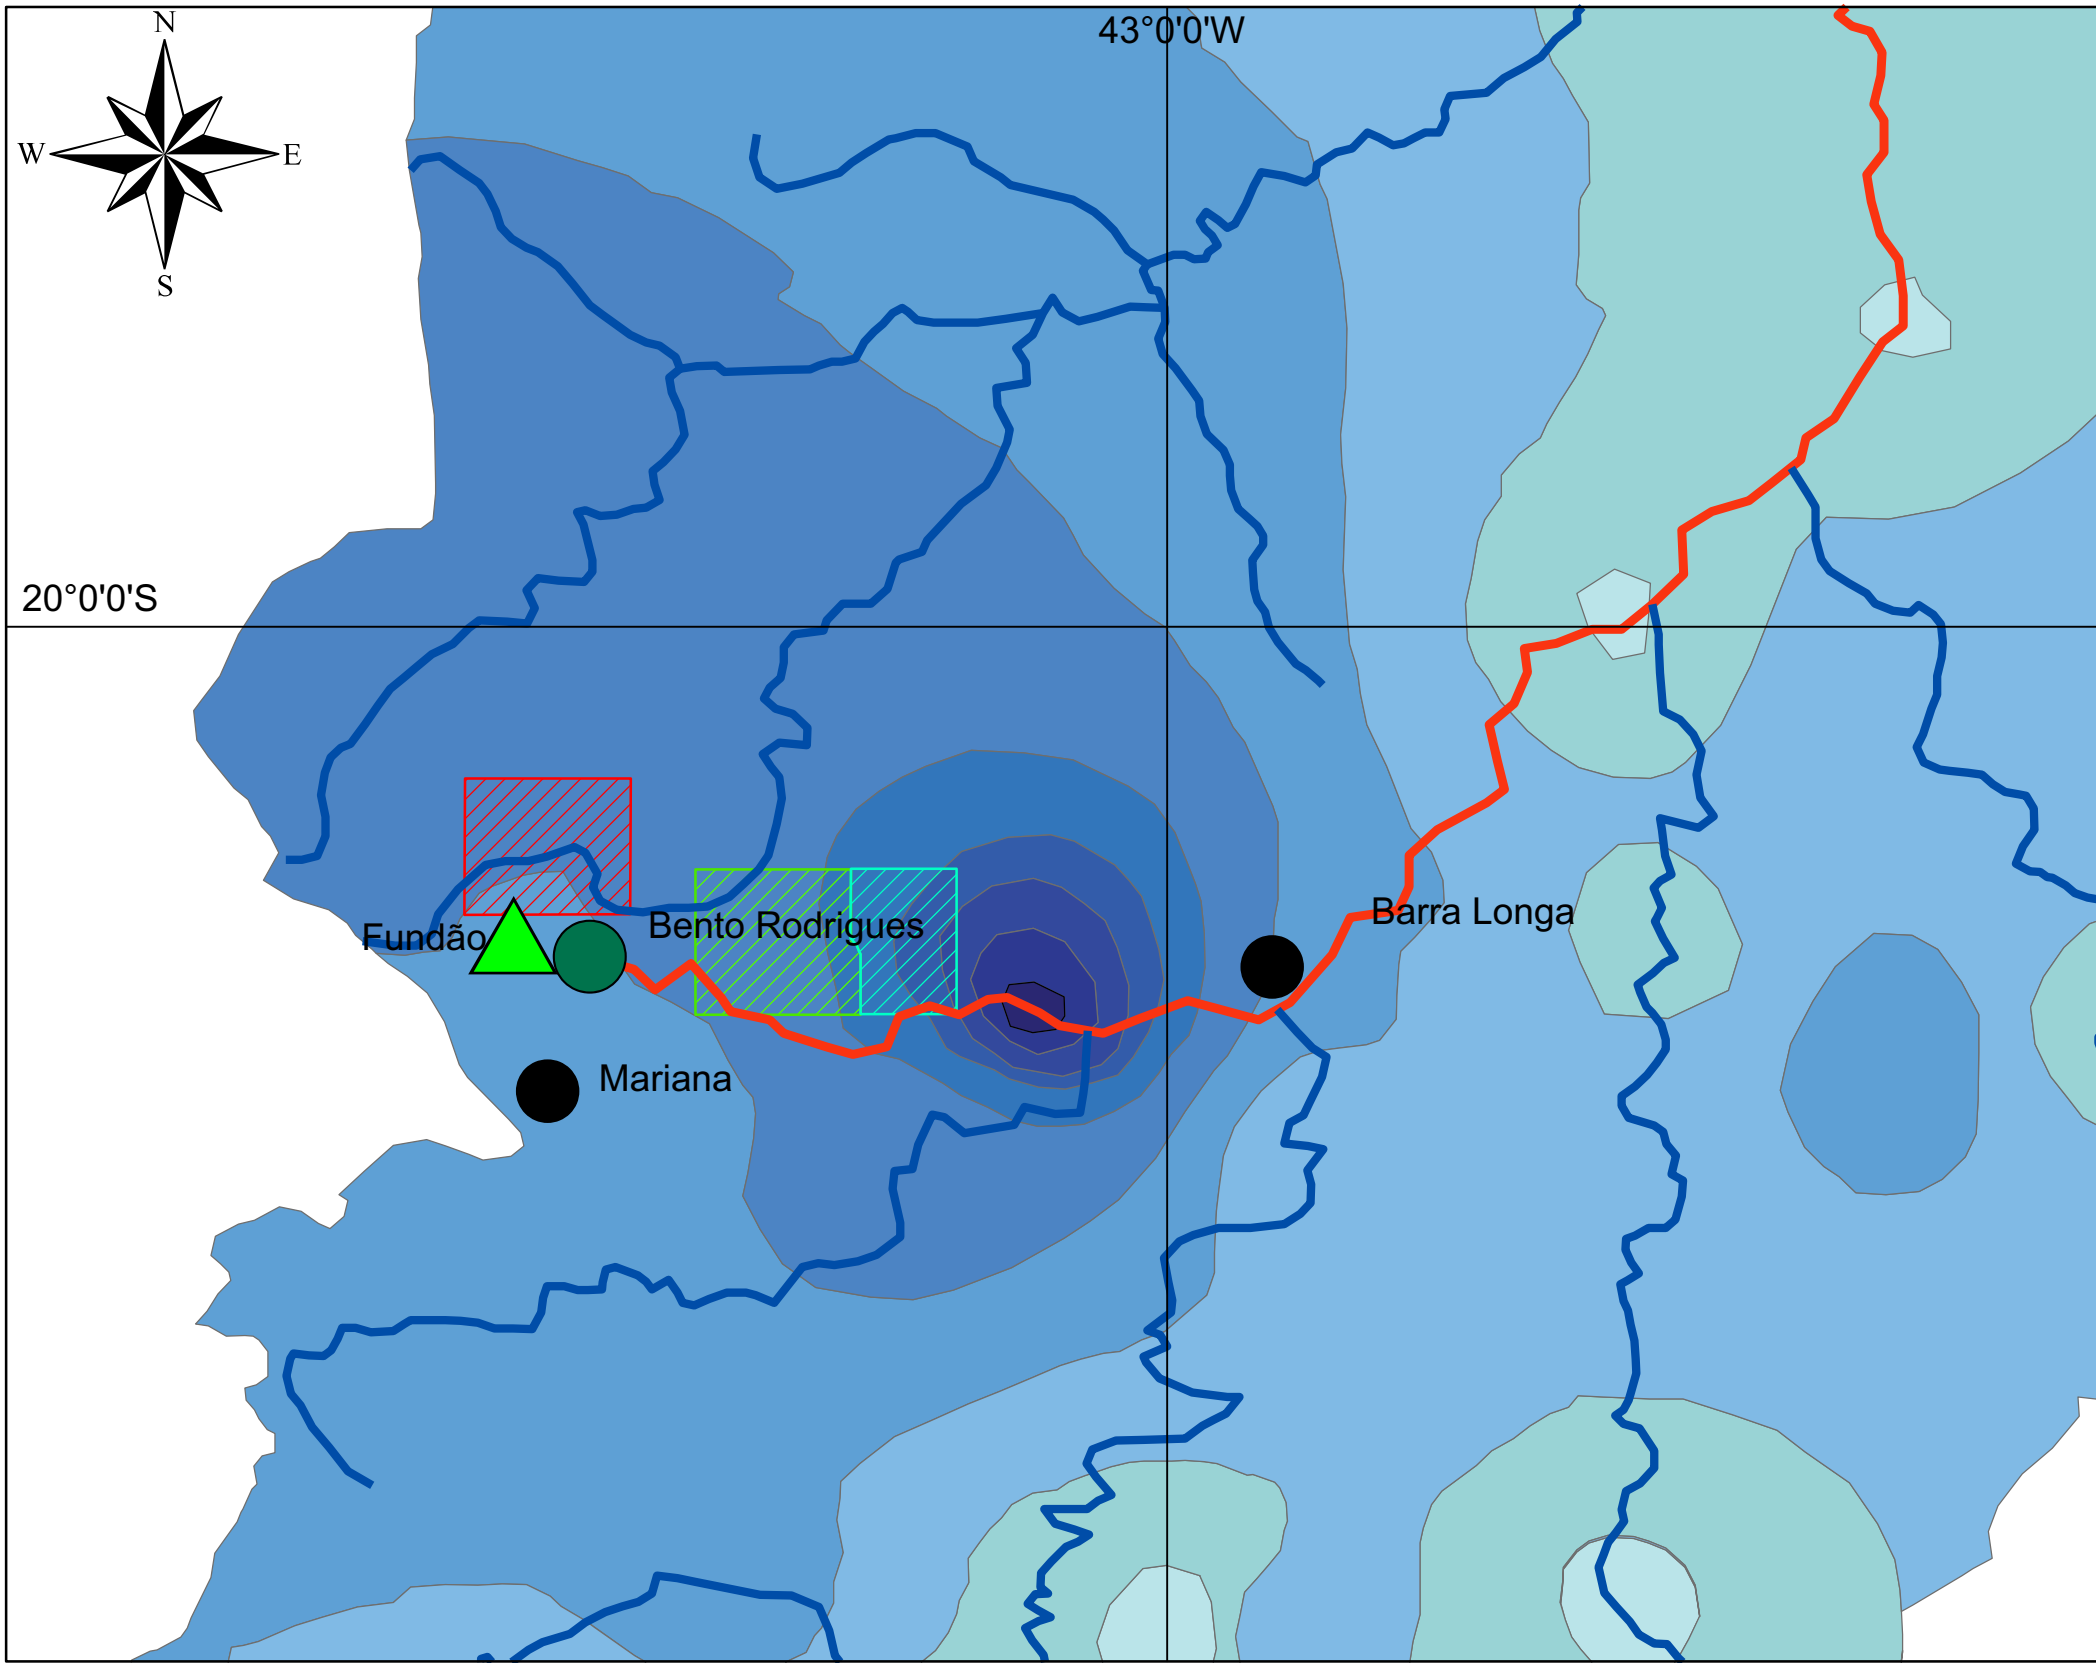 N
43°0'0"W
W
E
S
20°0'0"S
Barra Longa
Bento Rodrigues
Fundão
Mariana